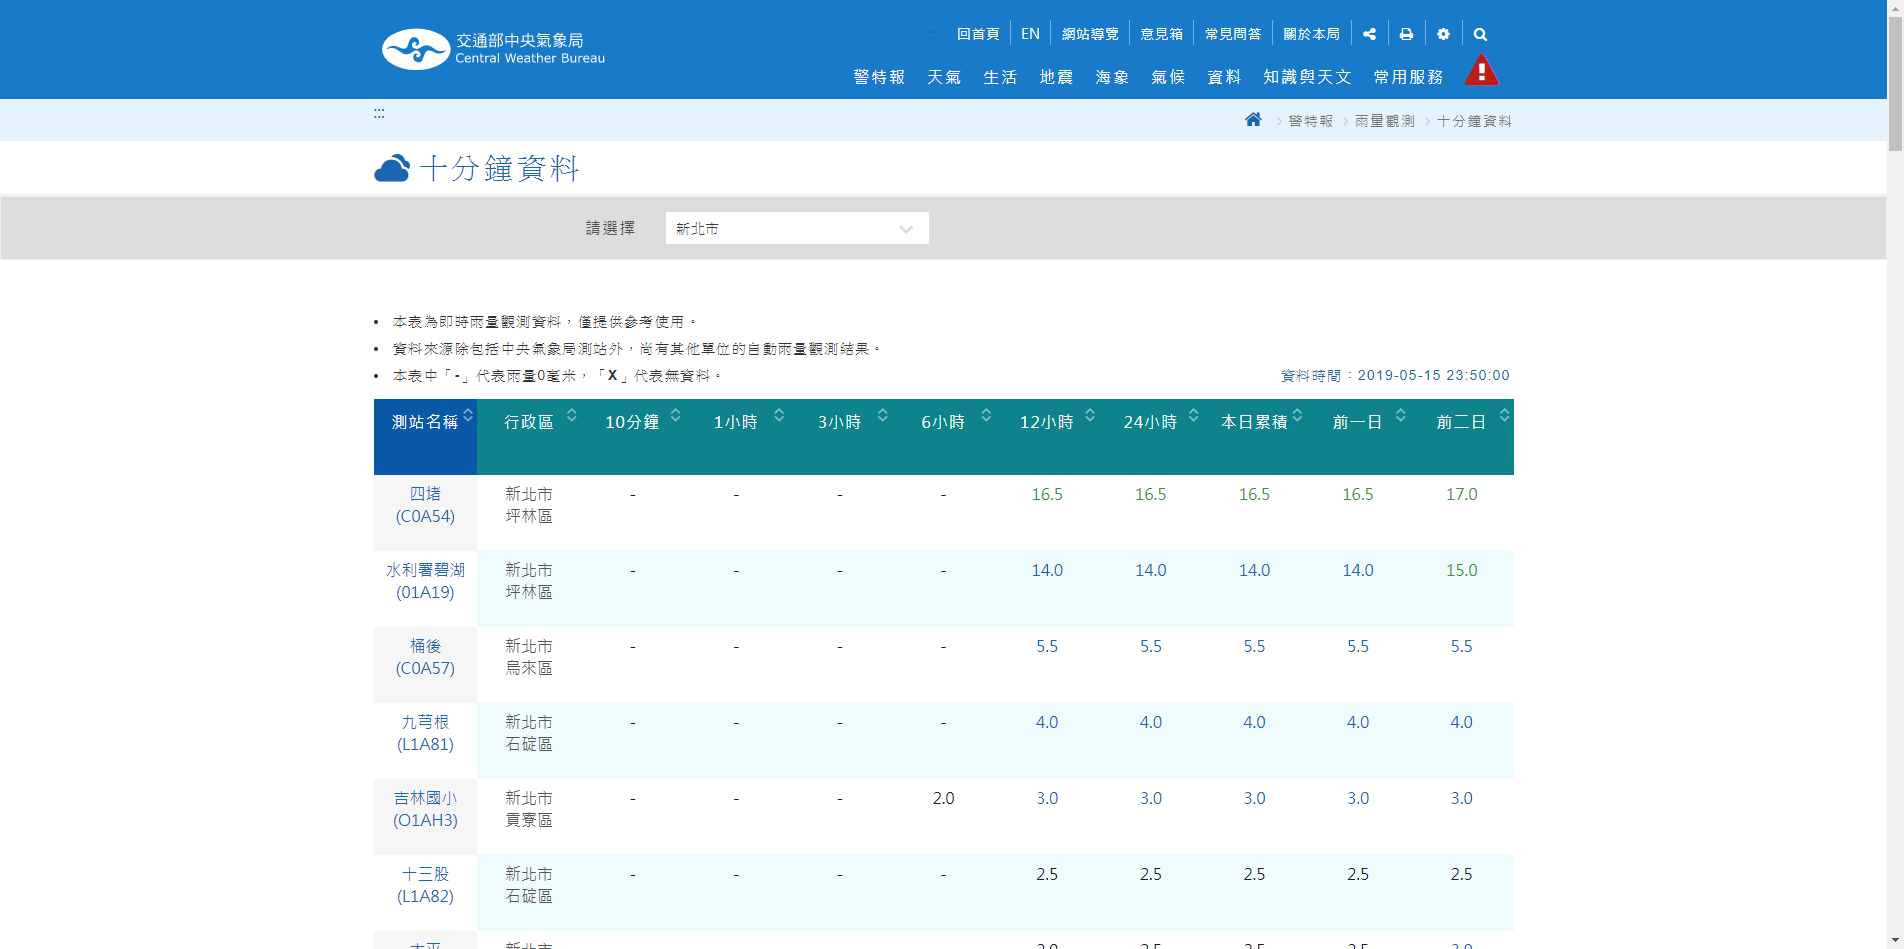 交通部中央氣象局
Central Weather Bureau
:::
回首頁 EN 網站導覽 意見箱 常見問答 關於本局
警特報 天氣 生活 地震 海象 氣候 資料 知識與天文 常用服務
:::
警特報 雨量觀測 十分鐘資料
十分鐘資料
請選擇 新北市
• 本表為即時雨量觀測資料，僅提供參考使用。
• 資料來源除包括中央氣象局測站外，尚有其他單位的自動雨量觀測結果。
• 本表中「-」代表雨量0毫米，「X」代表無資料。
資料時間：2019-05-15 23:50:00
測站名稱 行政區 10分鐘 1小時 3小時 6小時 12小時 24小時 本日累積 前一日 前二日
四堵 新北市 - - - - 16.5 16.5 16.5 16.5 17.0
(C0A54) 坪林區
水利署碧湖 新北市 - - - - 14.0 14.0 14.0 14.0 15.0
(01A19) 坪林區
桶後 新北市 - - - - 5.5 5.5 5.5 5.5 5.5
(C0A57) 烏來區
九芎根 新北市 - - - - 4.0 4.0 4.0 4.0 4.0
(L1A81) 石碇區
吉林國小 新北市 - - - 2.0 3.0 3.0 3.0 3.0 3.0
(O1AH3) 貢寮區
十三股 新北市 - - - - 2.5 2.5 2.5 2.5 2.5
(L1A82) 石碇區